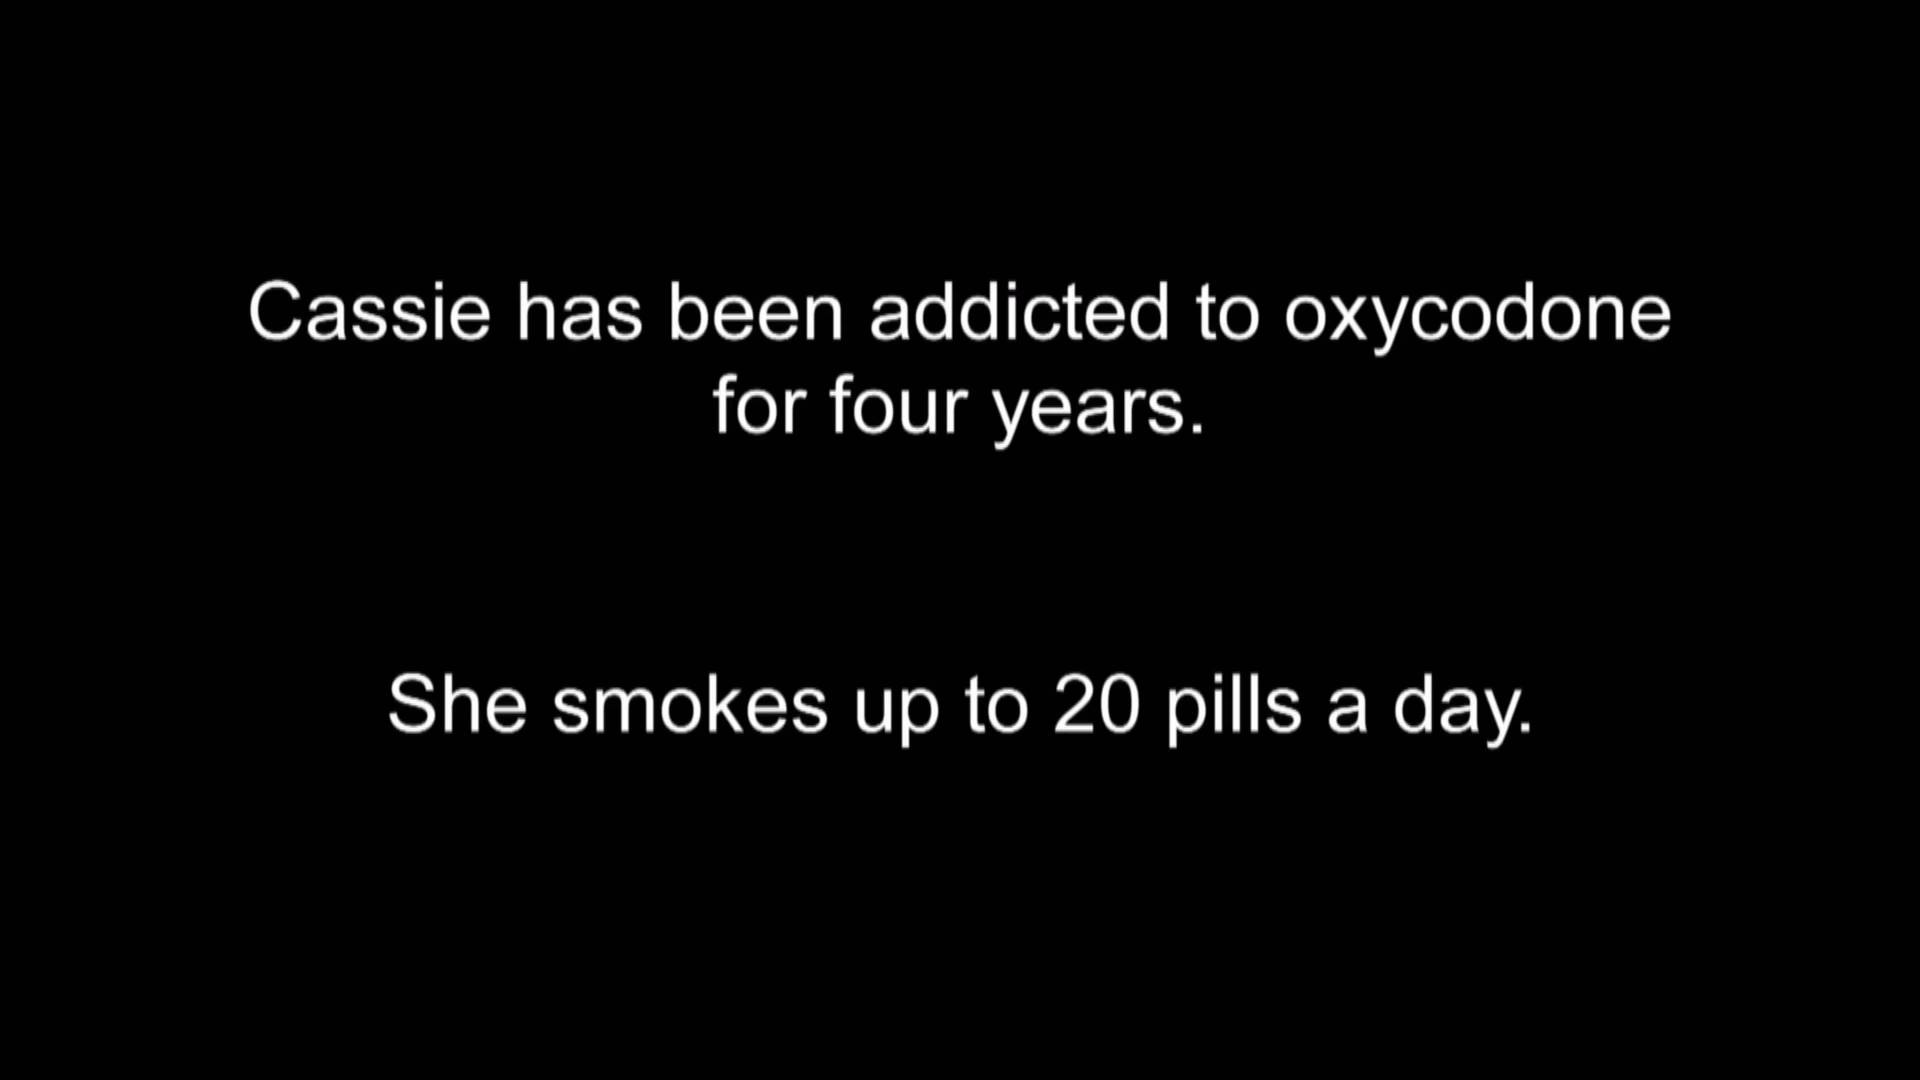 Cassie has been addicted to oxycodone
for four years.
She smokes up to 20 pills a day.